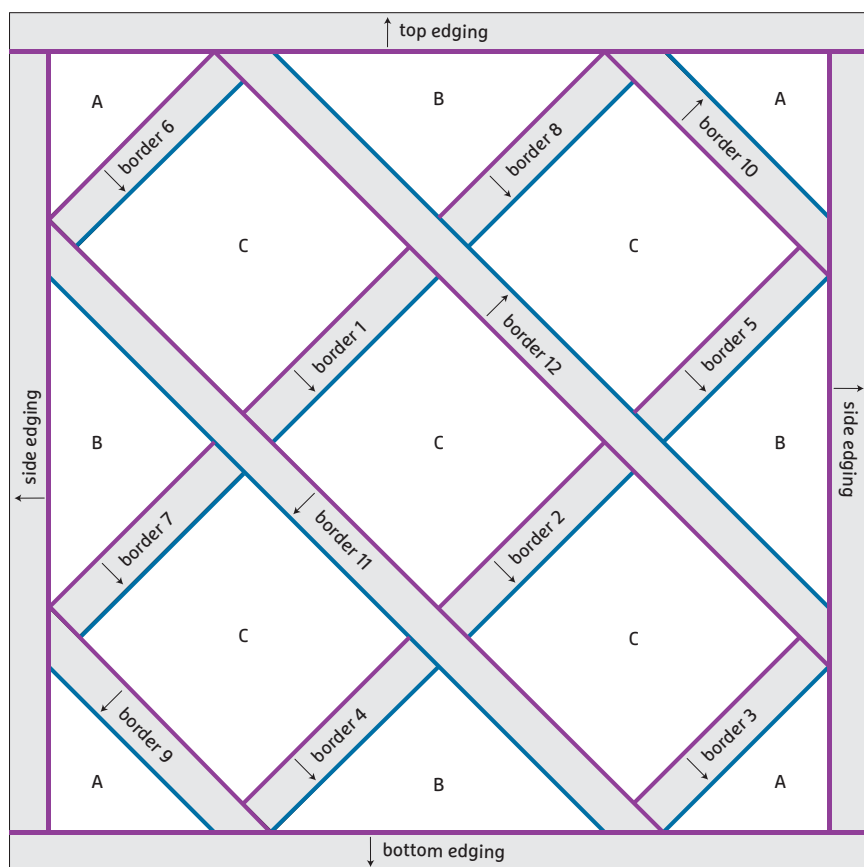 top edging
A
B
A
border 6
border 8
border 10
C
C
border 1
border 12
border 5
side edging
B
C
B
side edging
border 7
border 11
border 2
C
C
border 9
border 4
border 3
A
B
A
bottom edging